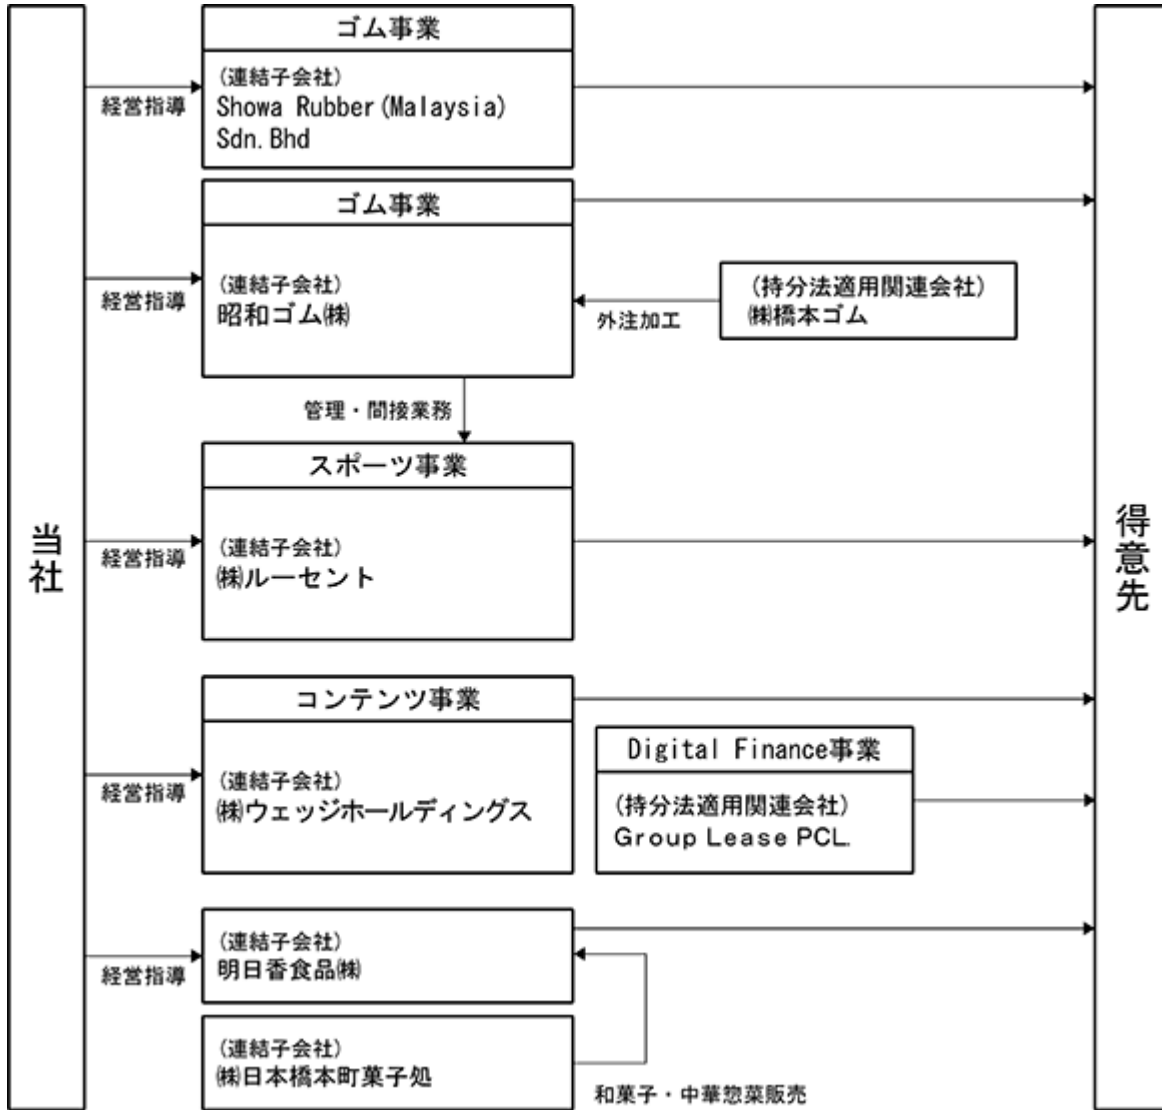 当社
ゴム事業
(連結子会社)
Showa Rubber(Malaysia)
Sdn.Bhd
経営指導
ゴム事業
(連結子会社)
昭和ゴム㈱
経営指導
(持分法適用関連会社)
㈱橋本ゴム
外注加工
管理・間接業務
スポーツ事業
(連結子会社)
㈱ルーセント
経営指導
コンテンツ事業
(連結子会社)
㈱ウェッジホールディングス
経営指導
Digital Finance事業
(持分法適用関連会社)
Group Lease PCL.
(連結子会社)
明日香食品㈱
経営指導
(連結子会社)
㈱日本橋本町菓子処
和菓子・中華惣菜販売
得意先